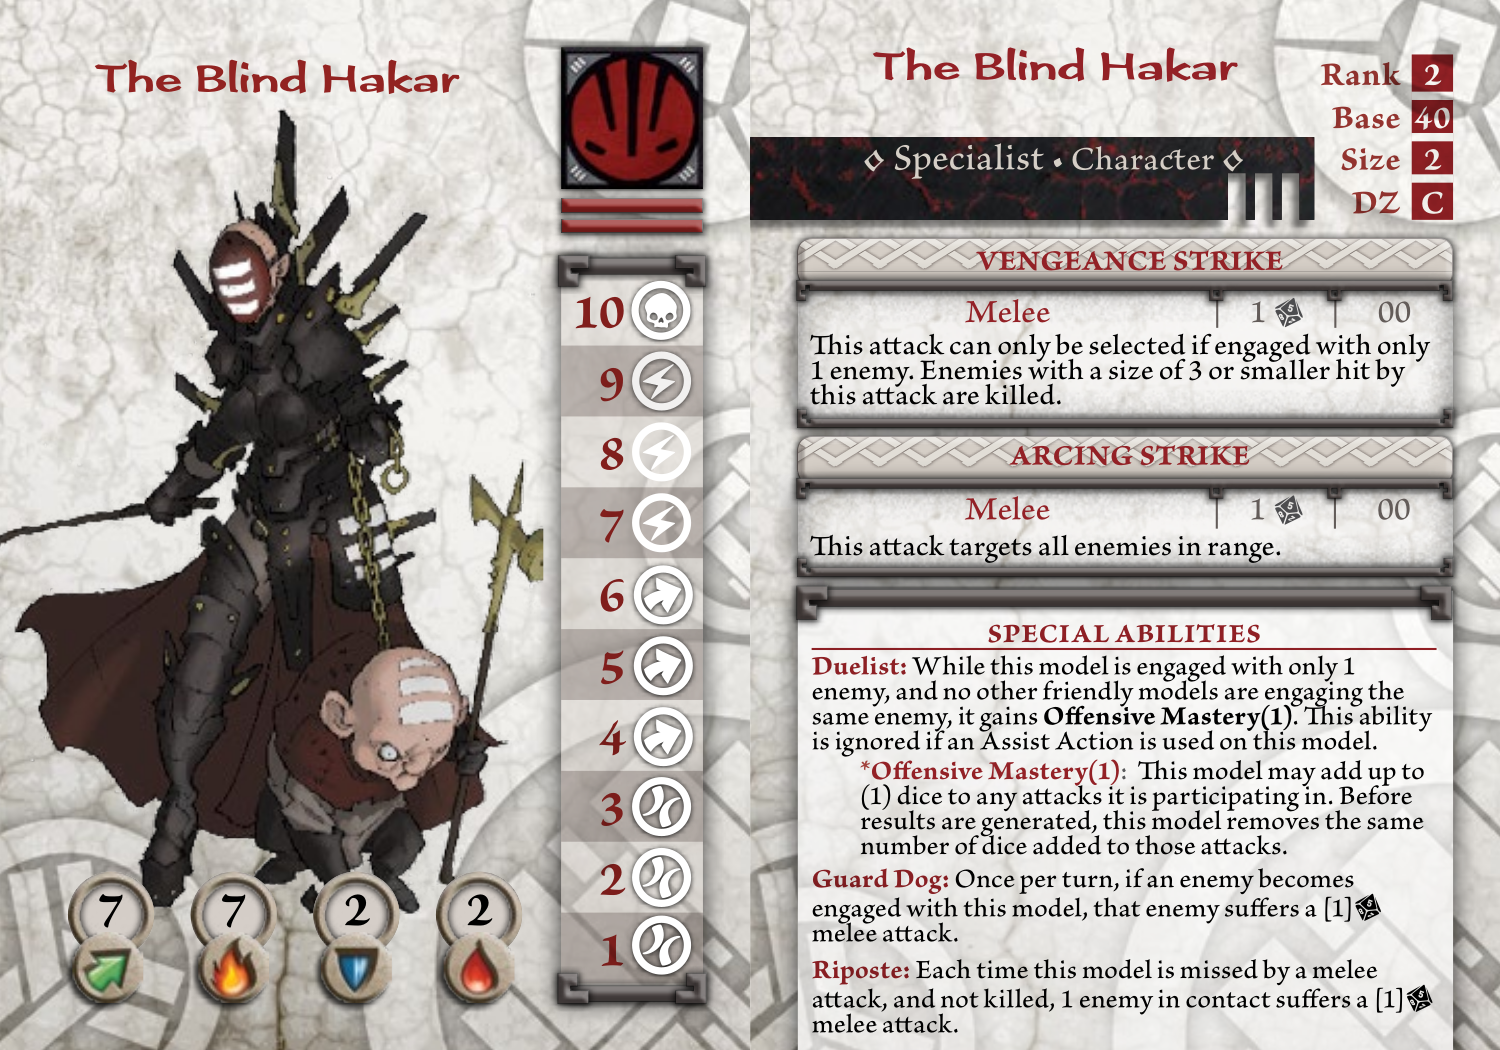 The Blind Hakar
10
9
8
7
6
5
4
3
2
1
7 7 2 2
The Blind Hakar
Rank 2
Base 40
Size 2
DZ C
Specialist • Character
VENGEANCE STRIKE
Melee 1 00
This attack can only be selected if engaged with only
1 enemy. Enemies with a size of 3 or smaller hit by
this attack are killed.
ARCING STRIKE
Melee 1 00
This attack targets all enemies in range.
SPECIAL ABILITIES
Duelist: While this model is engaged with only 1
enemy, and no other friendly models are engaging the
same enemy, it gains Offensive Mastery(1). This ability
is ignored if an Assist Action is used on this model.
*Offensive Mastery(1): This model may add up to
(1) dice to any attacks it is participating in. Before
results are generated, this model removes the same
number of dice added to those attacks.
Guard Dog: Once per turn, if an enemy becomes
engaged with this model, that enemy suffers a [1]
melee attack.
Riposte: Each time this model is missed by a melee
attack, and not killed, 1 enemy in contact suffers a [1]
melee attack.